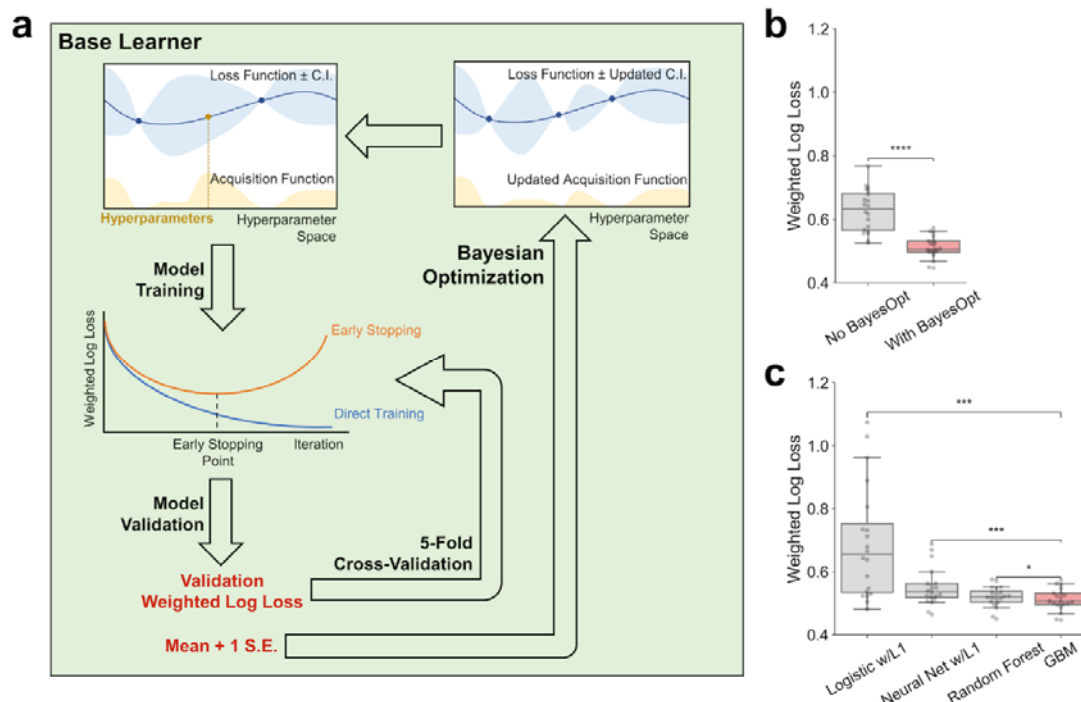 a
Base Learner
Loss Function ± C.I.
Acquisition Function
Hyperparameters
Hyperparameter
Space
Loss Function ± Updated C.I.
Updated Acquisition Function
Hyperparameter
Space
Bayesian
Optimization
Model
Training
Weighted Log Loss
Early Stopping
Direct Training
Early Stopping
Point
Iteration
Model
Validation
5-Fold
Cross-Validation
Validation
Weighted Log Loss
Mean + 1 S.E.
b
Weighted Log Loss
1.2
1.0
0.8
0.6
0.4
****
No BayesOpt
With BayesOpt
c
Weighted Log Loss
1.2
1.0
0.8
0.6
0.4
***
***
*
Logistic w/L1
Neural Net w/L1
Random Forest
GBM